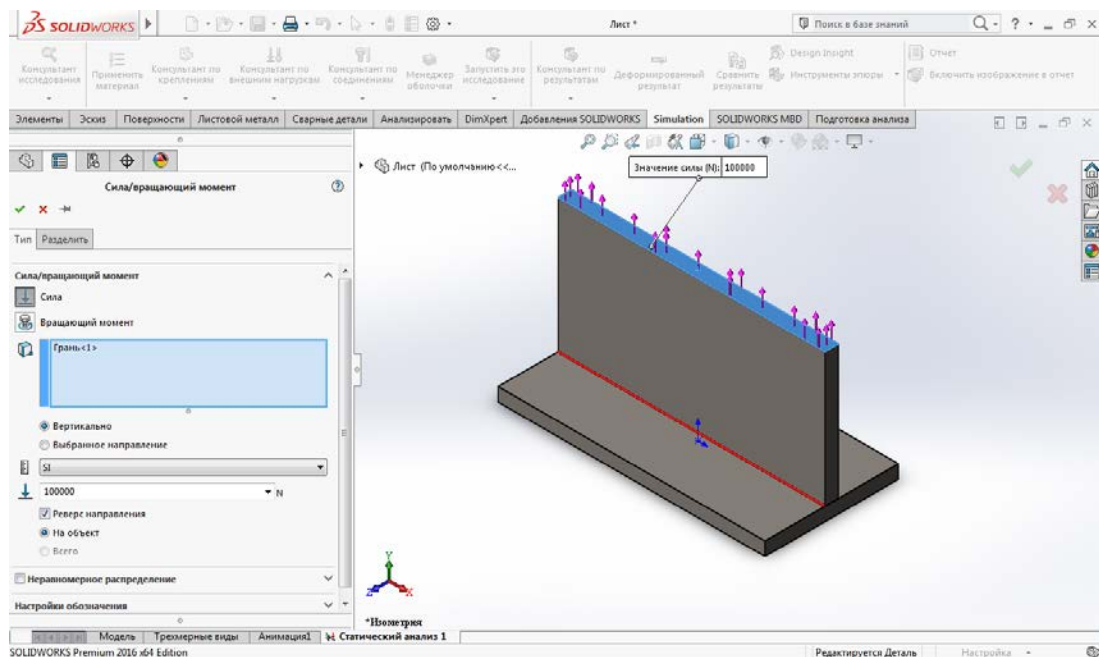 SOLIDWORKS
Лист *
Поиск в базе знаний
Консультант исследования
Применить материал
Консультант по креплениям
Консультант по внешним нагрузкам
Консультант по соединениям
Менеджер оболочки
Запустить это исследование
Консультант по результатам
Деформированный результат
Сравнить результаты
Design Insight
Инструменты эпюры
Отчет
Включить изображение в отчет
Элементы Эскиз Поверхности Листовой металл Сварные детали Анализировать DimXpert Добавления SOLIDWORKS Simulation SOLIDWORKS MBD Подготовка анализа
Лист (По умолчанию<<...
Значение силы (N): 100000
Сила/вращающий момент
Тип Разделить
Сила/вращающий момент
Сила
Вращающий момент
Грань<1>
Вертикально
Выбранное направление
SI
100000 N
Реверс направления
На объект
Всего
Неравномерное распределение
Настройки обозначения
Y
Z X
*Изометрия
Модель Трехмерные виды Анимация1 Статический анализ 1
SOLIDWORKS Premium 2016 x64 Edition
Редактируется Деталь
Настройка